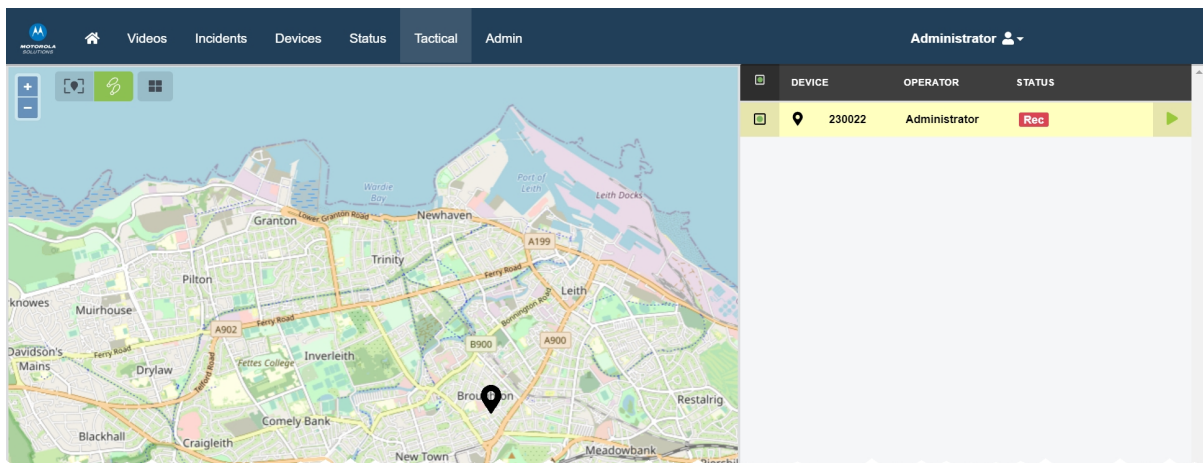 MOTOROLA
SOLUTIONS
Videos Incidents Devices Status Tactical Admin
Administrator
DEVICE OPERATOR STATUS
230022 Administrator Rec
+
−
Wardie
Bay
Port of
Leith
Leith Docks
Granton
Lower Granton Road
Newhaven
A199
Trinity
Ferry Road
Pilton
Leith
knowes
Muirhouse
Bonnington Road
A902
Ferry Road
B900
A900
Davidson's
Mains
Ferry Road
Drylaw
Telford Road
Fettes College
Inverleith
Restalrig
Comely Bank
Blackhall
Craigleith
New Town
Meadowbank